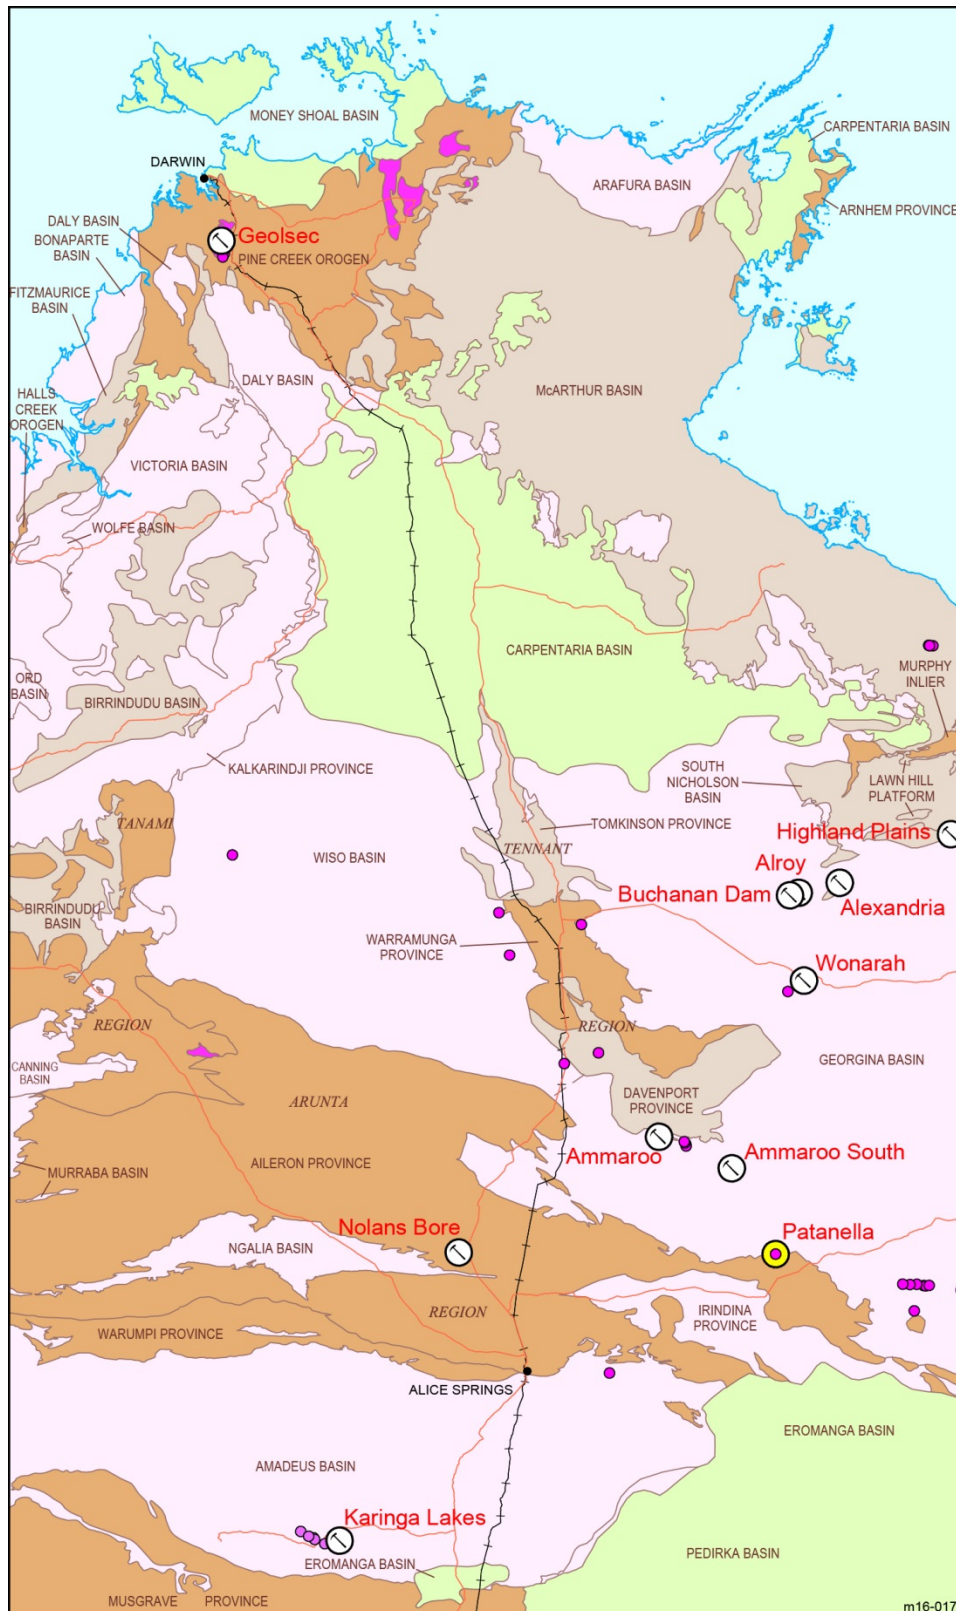 MONEY SHOAL BASIN
CARPENTARIA BASIN
DARWIN
ARAFURA BASIN
ARNHEM PROVINCE
DALY BASIN
BONAPARTE
BASIN
Geolsec
PINE CREEK OROGEN
FITZMAURICE
BASIN
DALY BASIN
HALLS
CREEK
OROGEN
McARTHUR BASIN
VICTORIA BASIN
WOLFE BASIN
CARPENTARIA BASIN
ORD
BASIN
BIRRINDUDU BASIN
MURPHY
INLIER
KALKARINDJI PROVINCE
SOUTH
NICHOLSON
BASIN
LAWN HILL
PLATFORM
TANAMI
TOMKINSON PROVINCE
Highland Plains
WISO BASIN
TENNANT
Alroy
Buchanan Dam
Alexandria
BIRRINDUDU
BASIN
WARRAMUNGA
PROVINCE
Wonarah
REGION
REGION
CANNING
BASIN
GEORGINA BASIN
ARUNTA
DAVENPORT
PROVINCE
Ammaroo
Ammaroo South
AILERON PROVINCE
MURRABA BASIN
Nolans Bore
Patanella
NGALIA BASIN
REGION
IRINDINA
PROVINCE
WARUMPI PROVINCE
ALICE SPRINGS
EROMANGA BASIN
AMADEUS BASIN
Karinga Lakes
EROMANGA BASIN
PEDIRKA BASIN
MUSGRAVE PROVINCE
m16-017